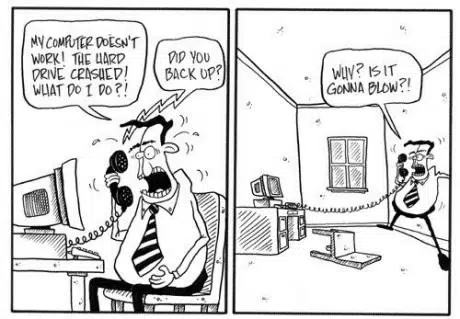 MY COMPUTER DOESN'T
WORK! THE HARD
DRIVE CRASHED!
WHAT DO I DO?!
DID YOU
BACK UP?
WHY? IS IT
GONNA BLOW?!